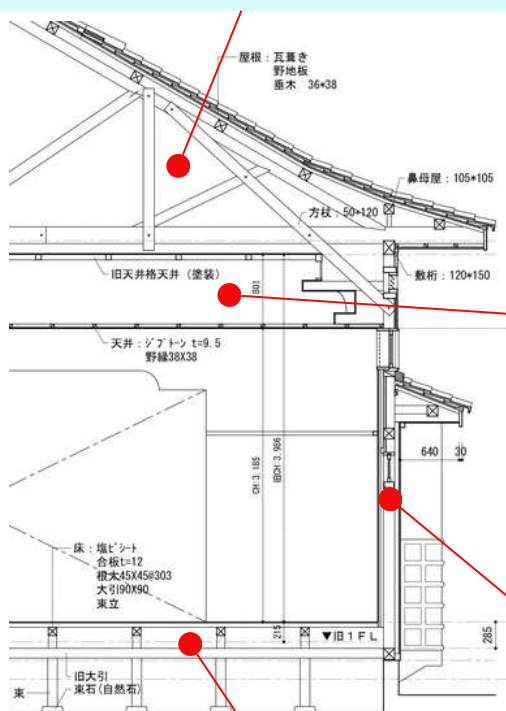 屋根：瓦葺き
野地板
垂木 36*38
鼻母屋：105*105
方杖：50*120
旧天井格天井（塗装）
801
敷桁：120*150
天井：ジプトーン t=9.5
野縁38X38
640 30
CH 3,185
旧CH 3,986
床：塩ビシート
合板t=12
根太45X45@303
大引90X90
束立
215
▼旧1FL
285
旧大引
束
束石(自然石)